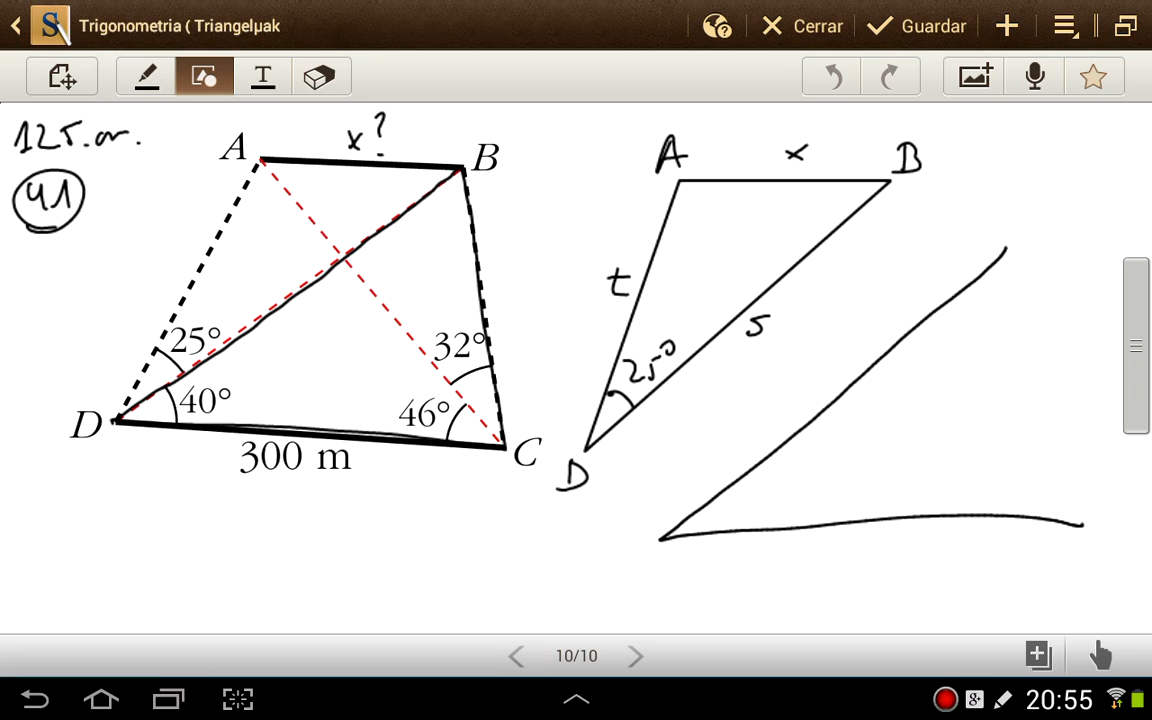 Trigonometria ( Triangeluak
Cerrar
Guardar
T
125.or.
41
A
x?
B
25°
40°
32°
46°
D
300 m
C
A
x
B
t
s
25°
D
10/10
20:55